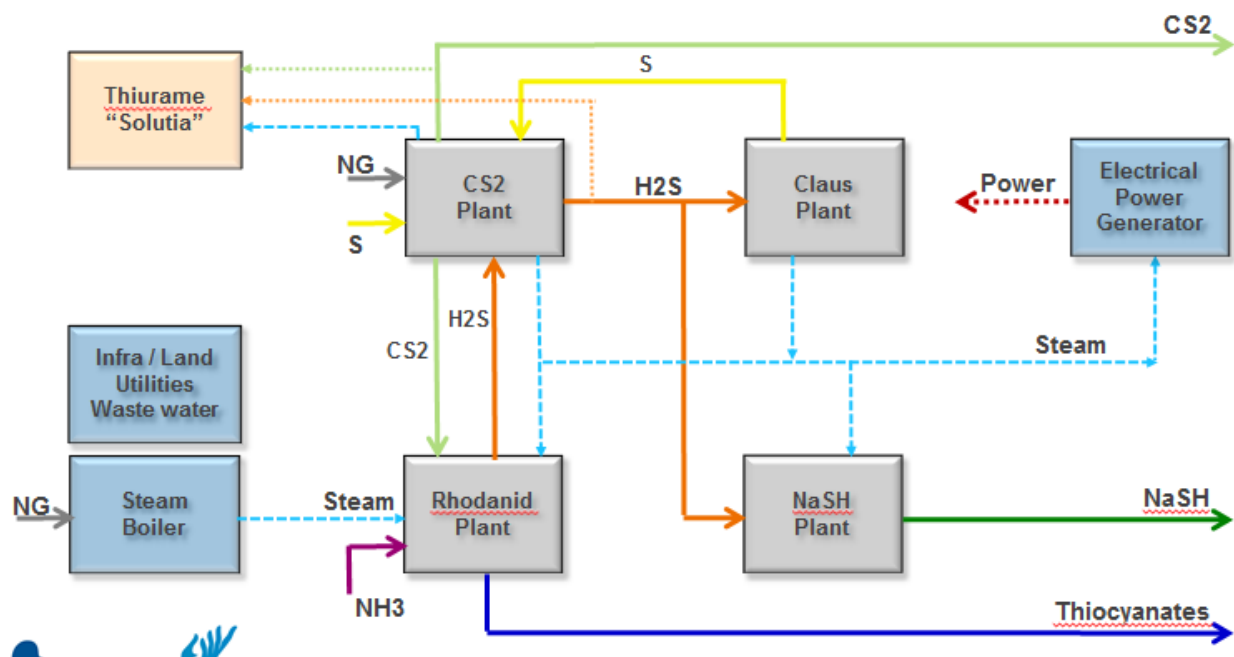 CS2
S
Thiurame
“Solutia”
NG
CS2
Plant
H2S
Claus
Plant
Power
Electrical
Power
Generator
S
H2S
CS2
Steam
Infra / Land
Utilities
Waste water
NG
Steam
Boiler
Steam
Rhodanid
Plant
NaSH
Plant
NaSH
NH3
Thiocyanates